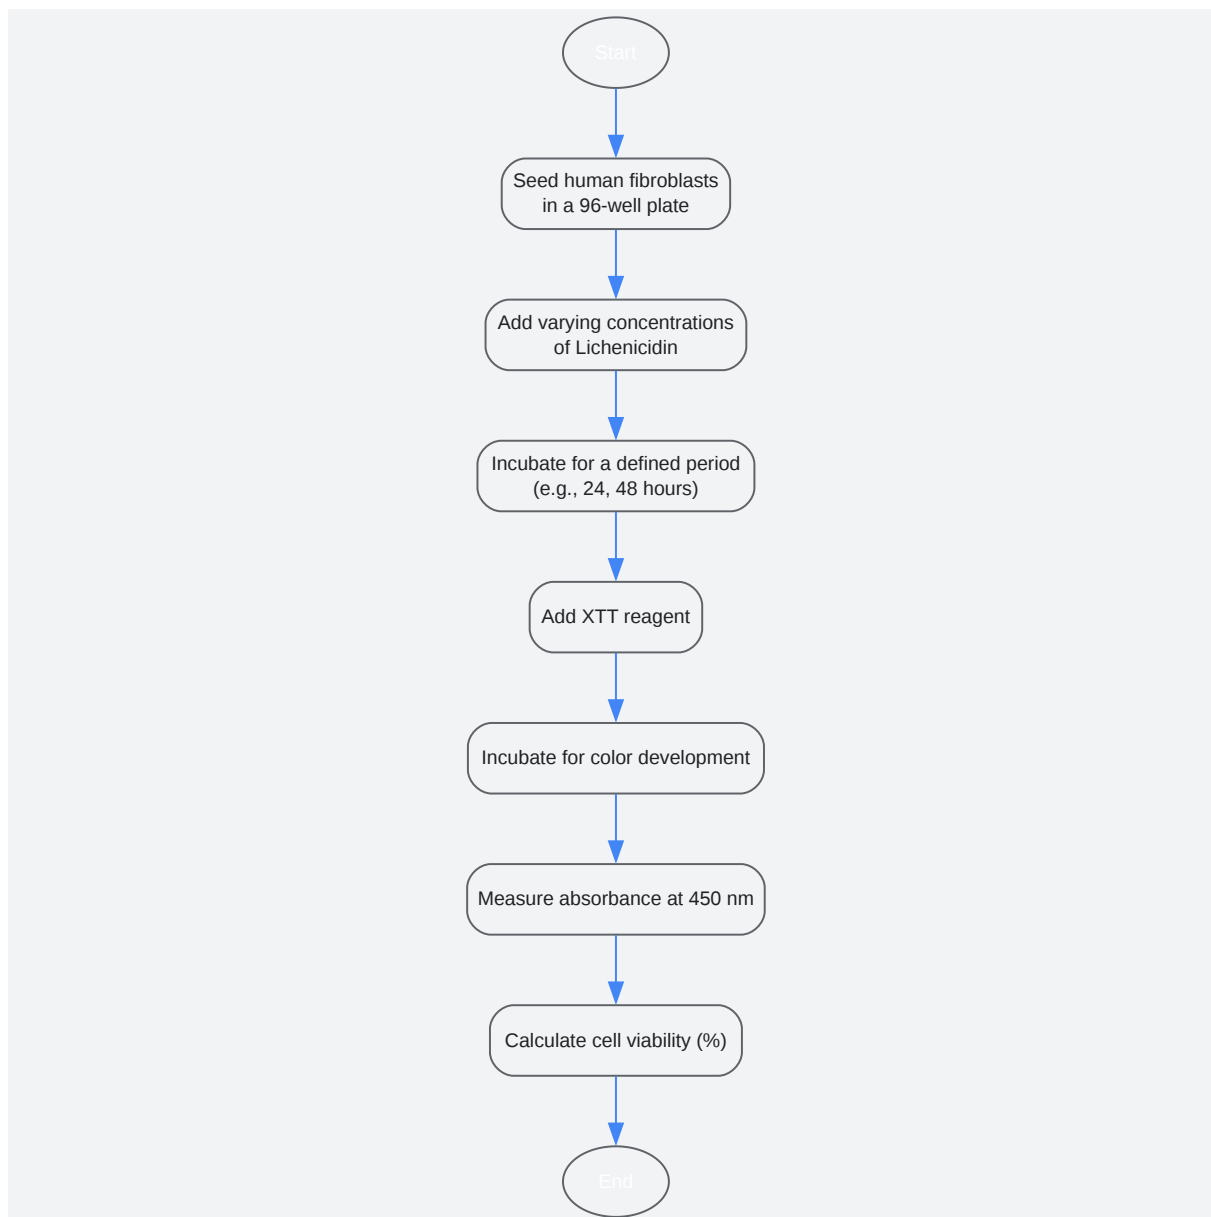 Start
Seed human fibroblasts
in a 96-well plate
Add varying concentrations
of Lichenicidin
Incubate for a defined period
(e.g., 24, 48 hours)
Add XTT reagent
Incubate for color development
Measure absorbance at 450 nm
Calculate cell viability (%)
End